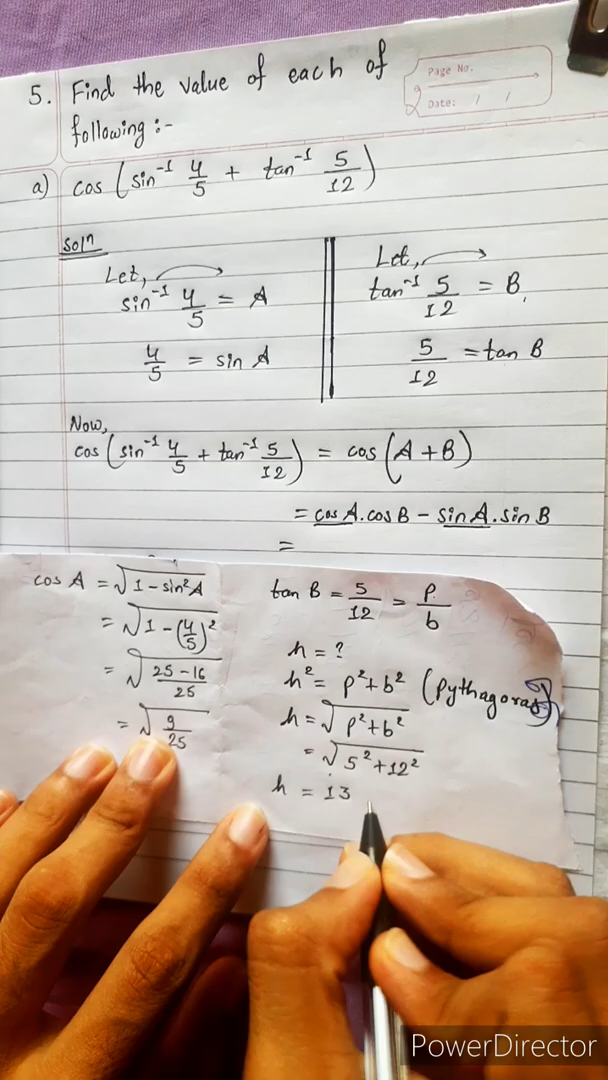 Page No.
Date: / /
5. Find the value of each of
following :-
a) cos (sin⁻¹ 4/5 + tan⁻¹ 5/12)
Solⁿ
Let,
sin⁻¹ 4/5 = A
4/5 = sin A
Let,
tan⁻¹ 5/12 = B,
5/12 = tan B
Now,
cos (sin⁻¹ 4/5 + tan⁻¹ 5/12) = cos (A + B)
= cos A . cos B − sin A . sin B
=
cos A = √(1 − sin²A)
= √(1 − (4/5)²)
= √((25 − 16)/25)
= √(9/25)
tan B = 5/12 = p/b
h = ?
h² = p² + b² (Pythagoras)
h = √(p² + b²)
= √(5² + 12²)
h = 13
PowerDirector